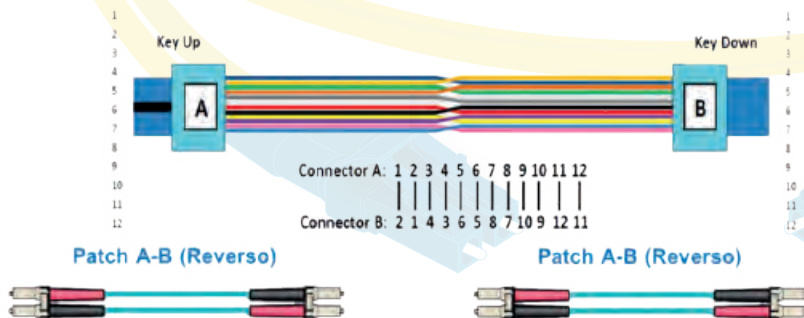 1 1
2 2
Key Up Key Down
3 3
4 4
5 5
A B
6 6
7 7
8 8
9 9
Connector A: 1 2 3 4 5 6 7 8 9 10 11 12
10 10
11 11
Connector B: 2 1 4 3 6 5 8 7 10 9 12 11
12 12
Patch A-B (Reverso) Patch A-B (Reverso)